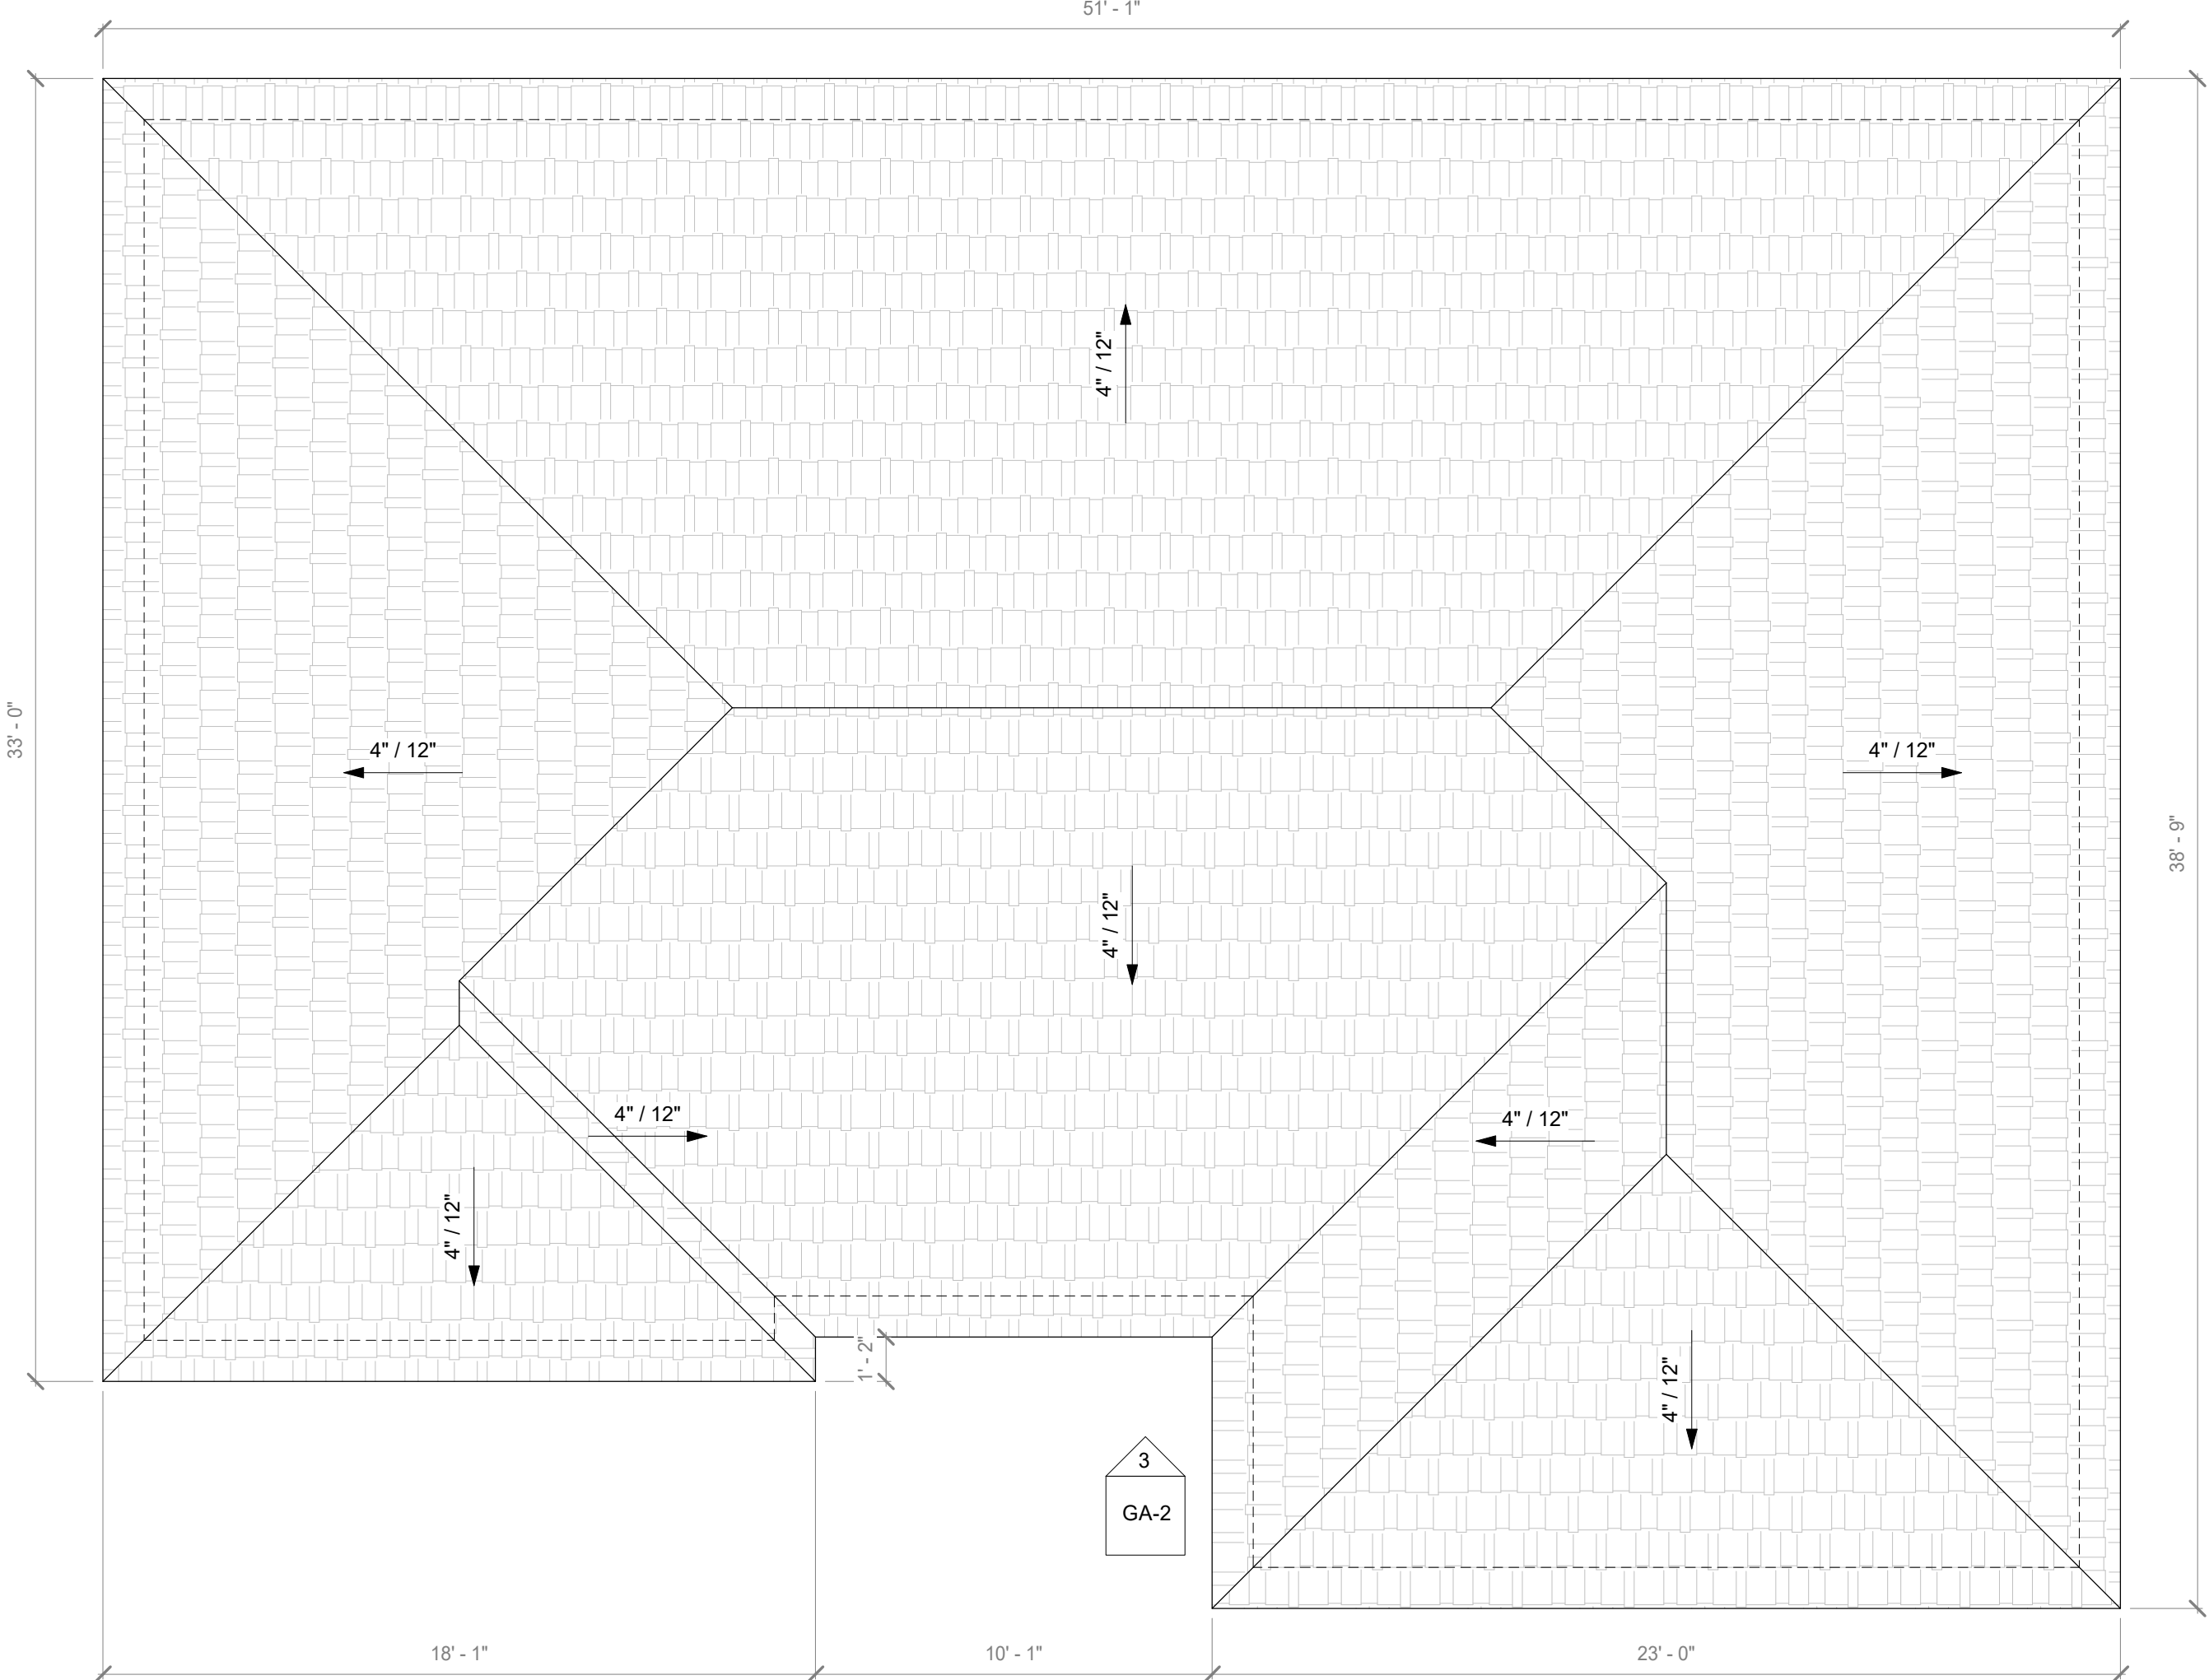 51' - 1"
4" / 12"
33' - 0"
4" / 12"
4" / 12"
38' - 9"
4" / 12"
4" / 12"
4" / 12"
4" / 12"
1' - 2"
4" / 12"
3
GA-2
18' - 1"
10' - 1"
23' - 0"